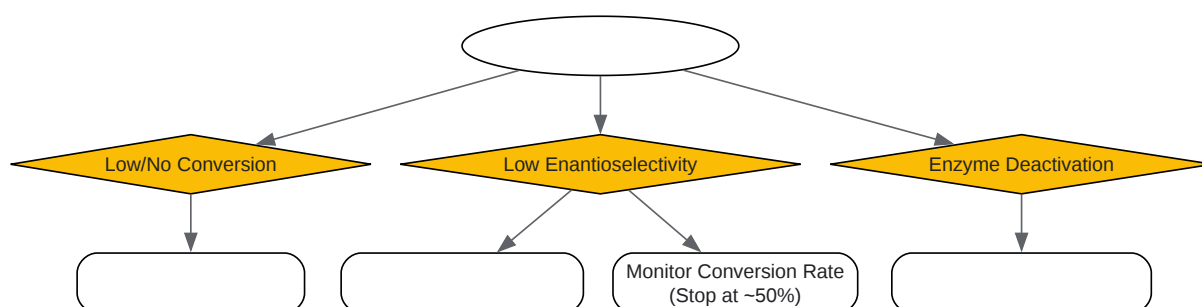 Low/No Conversion
Low Enantioselectivity
Enzyme Deactivation
Monitor Conversion Rate
(Stop at ~50%)